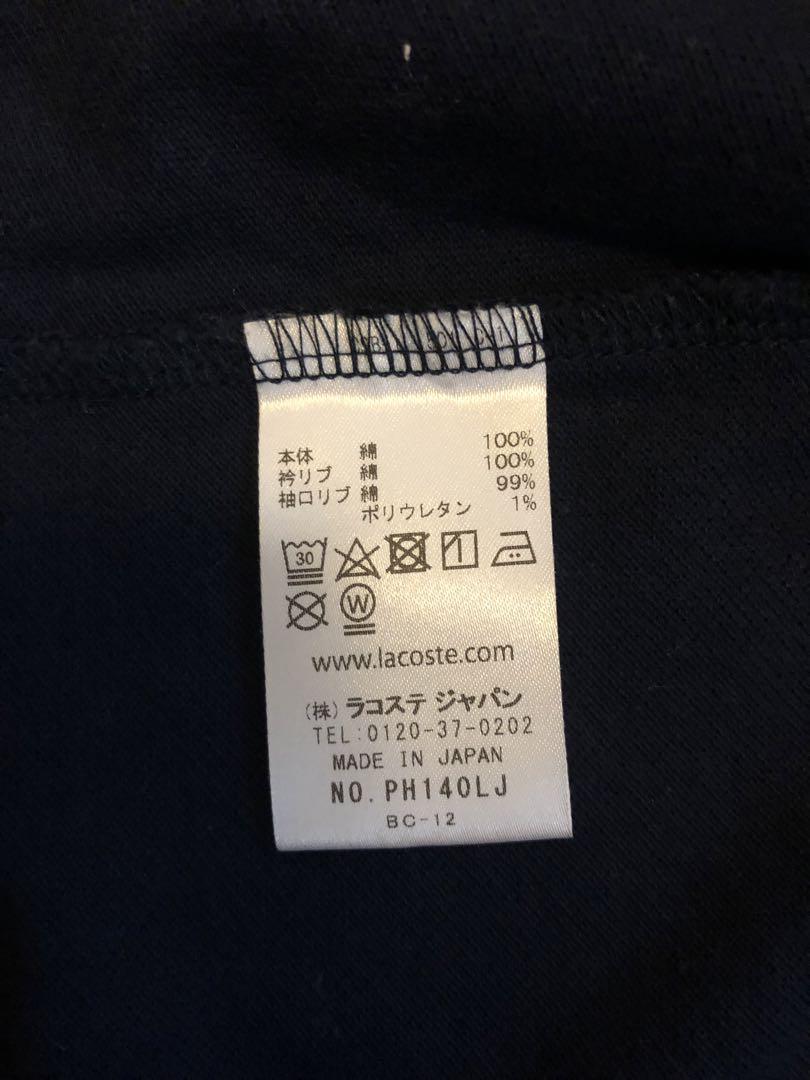 本体 綿 100%
衿リブ 綿 100%
袖口リブ 綿 99%
ポリウレタン 1%
30
W
www.lacoste.com
(株) ラコステ ジャパン
TEL:0120-37-0202
MADE IN JAPAN
NO. PH140LJ
BC-12